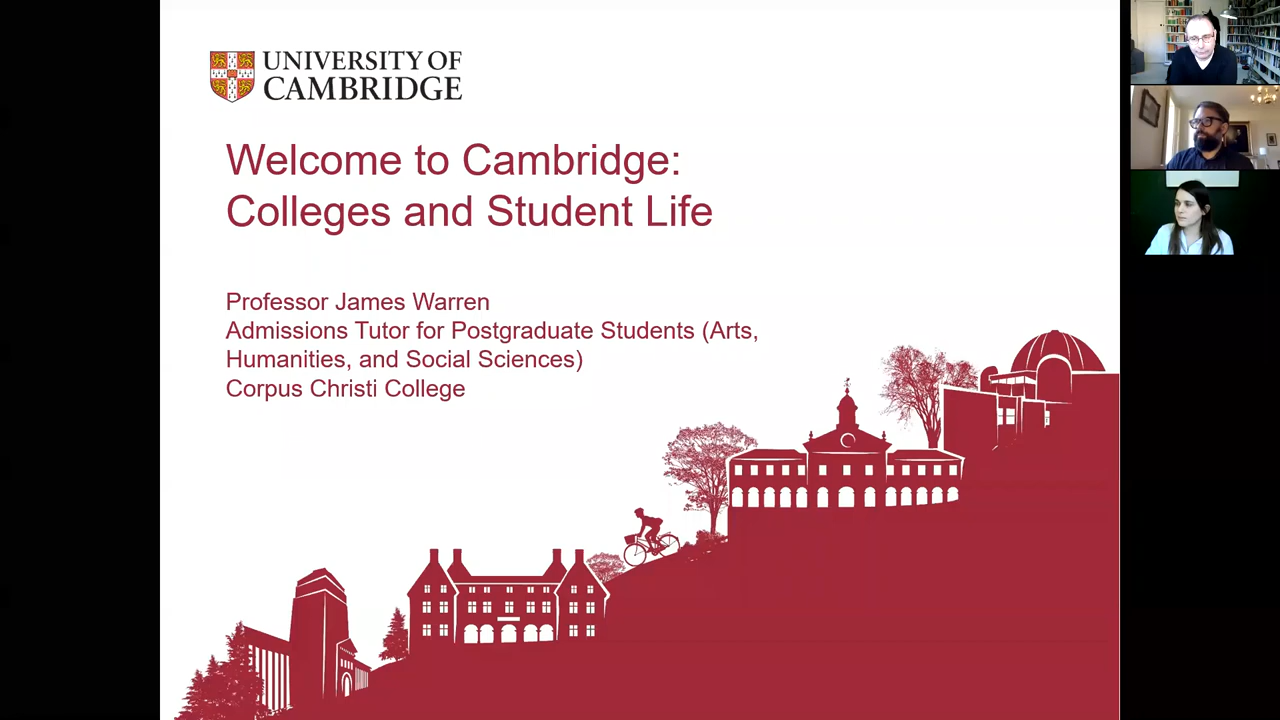 UNIVERSITY OF
CAMBRIDGE
Welcome to Cambridge:
Colleges and Student Life
Professor James Warren
Admissions Tutor for Postgraduate Students (Arts,
Humanities, and Social Sciences)
Corpus Christi College